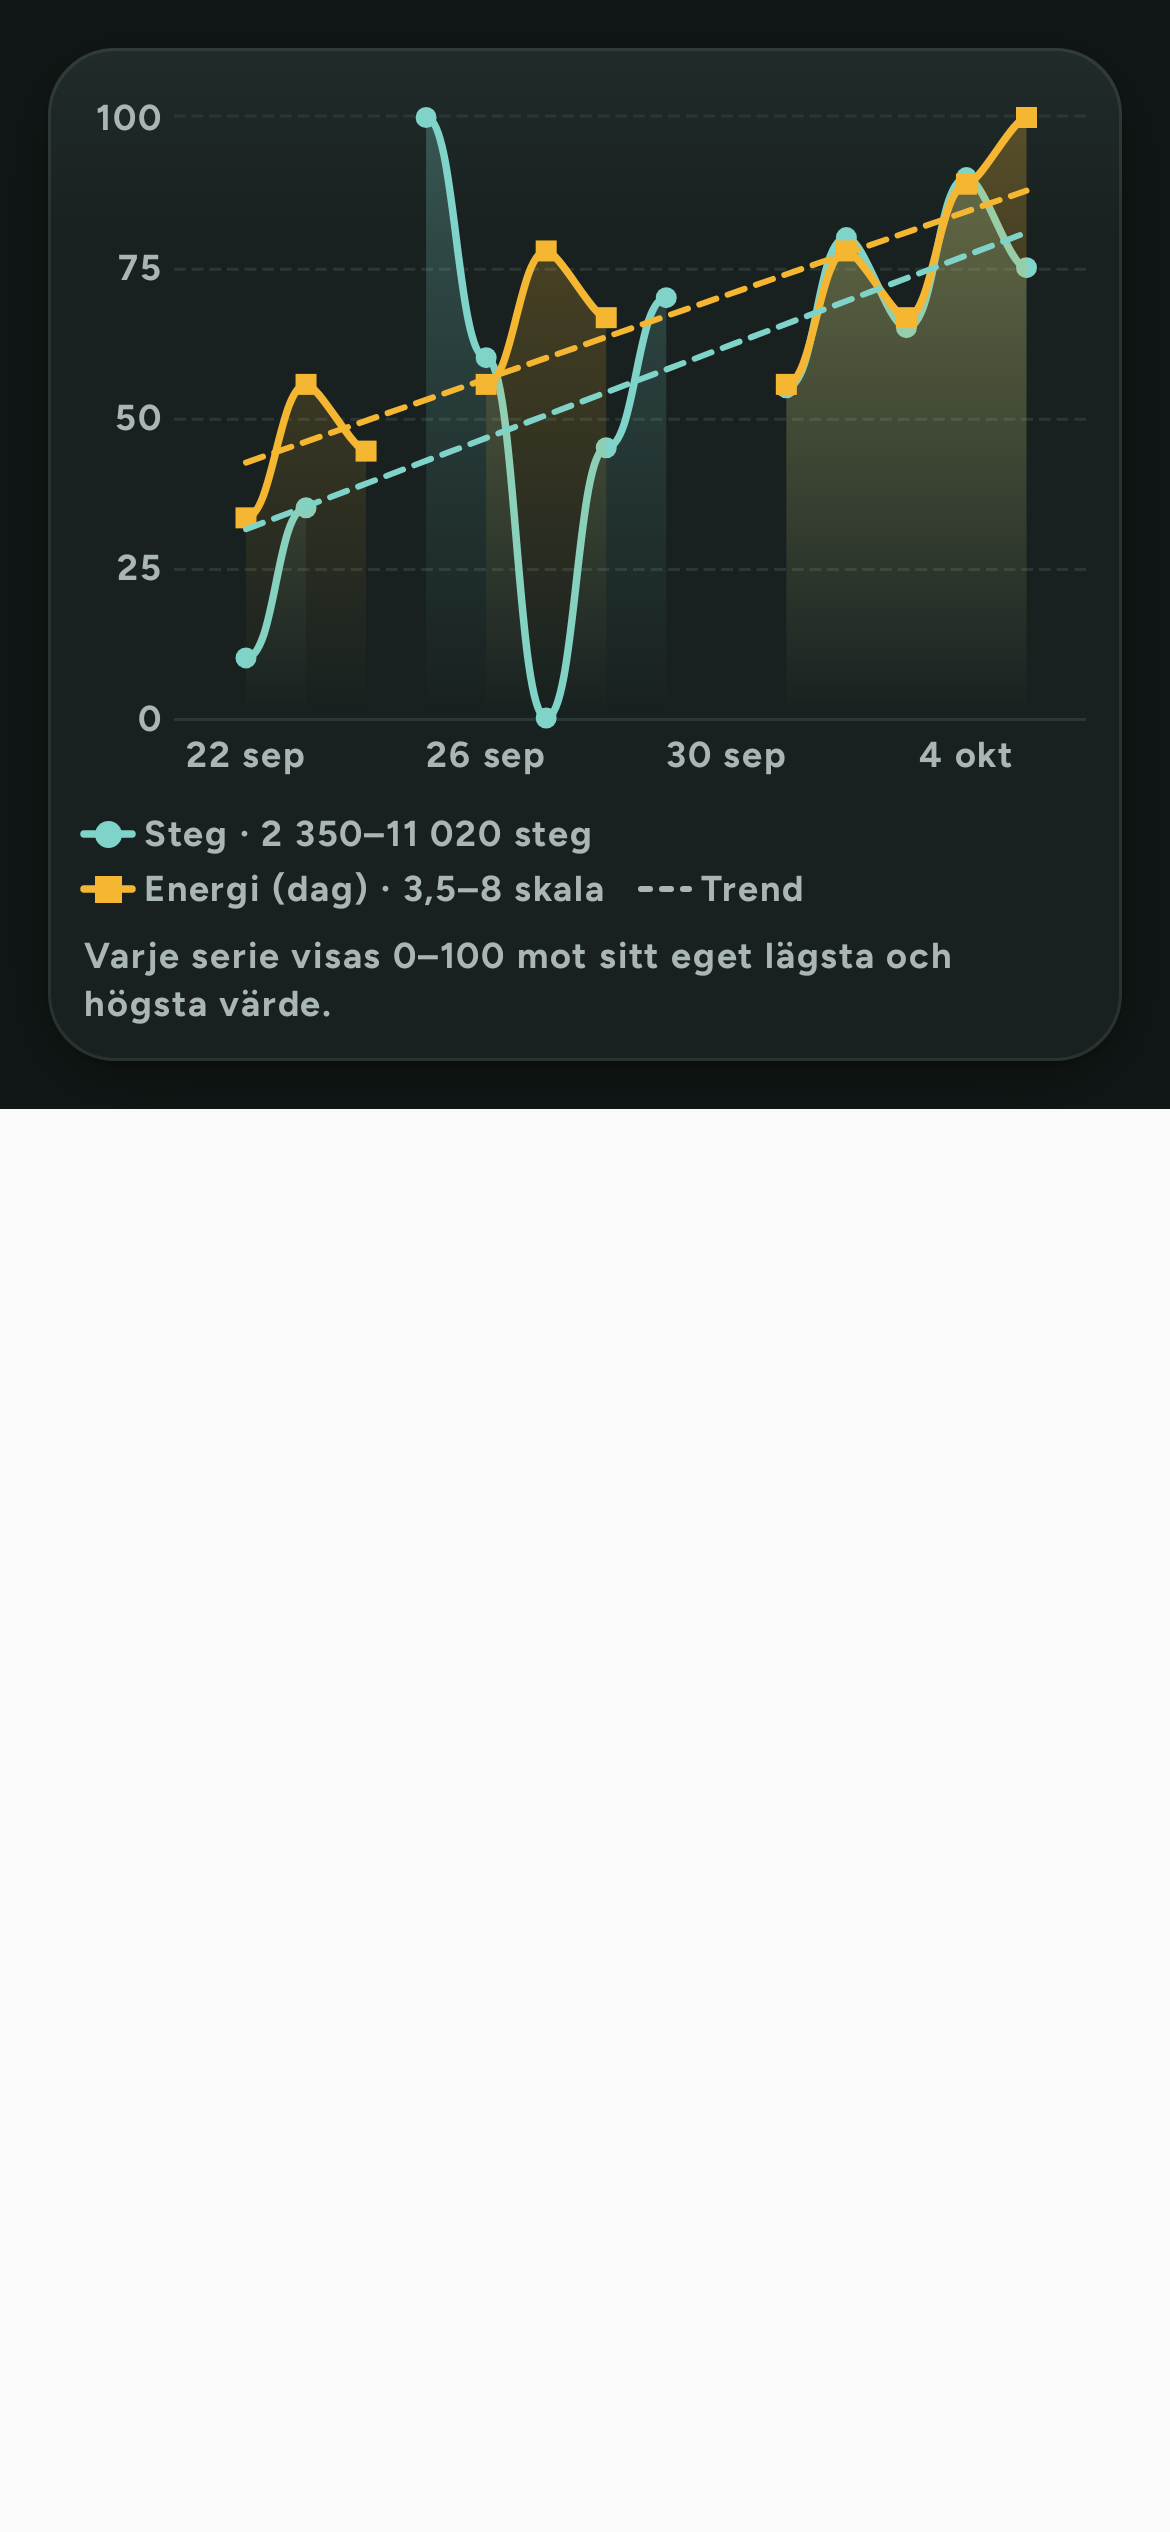 100
75
50
25
0
22 sep 26 sep 30 sep 4 okt
Steg · 2 350–11 020 steg
Energi (dag) · 3,5–8 skala Trend
Varje serie visas 0–100 mot sitt eget lägsta och
högsta värde.